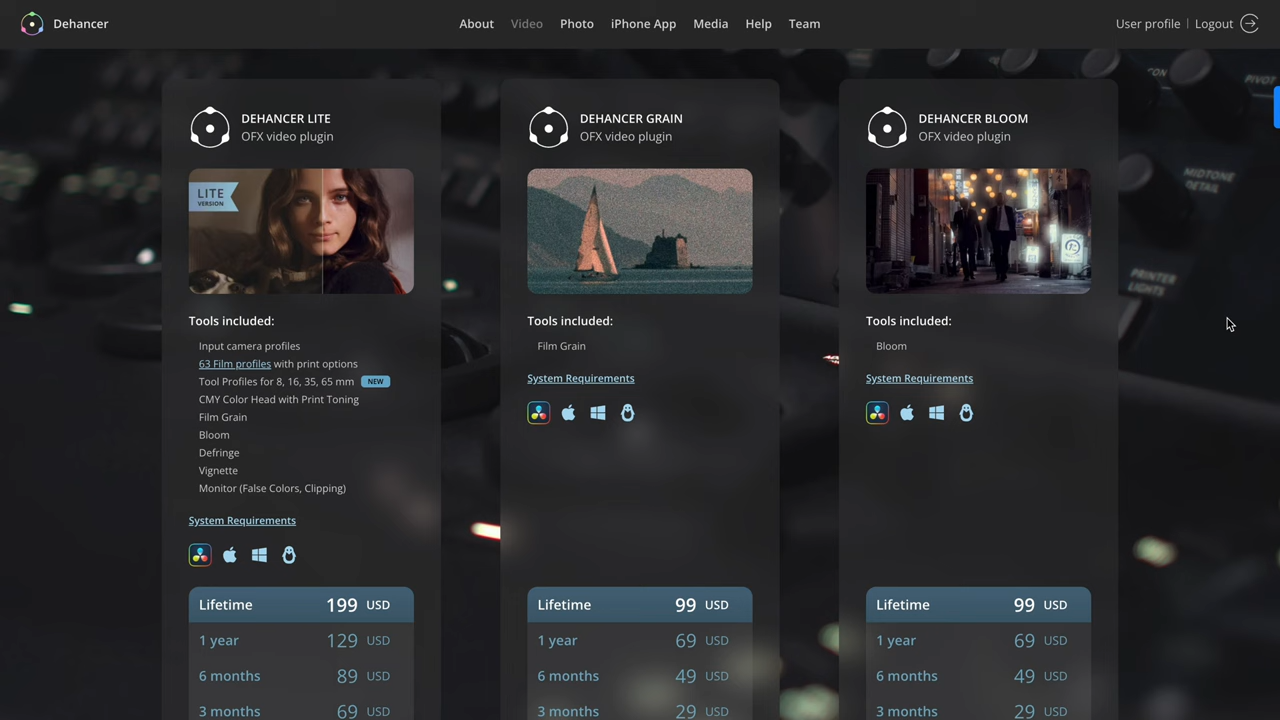 Dehancer
About Video Photo iPhone App Media Help Team
User profile | Logout
CON
PIVOT
MIDTONE
DETAIL
PRINTER
LIGHTS
DEHANCER LITE
OFX video plugin
LITE
VERSION
Tools included:
Input camera profiles
63 Film profiles with print options
Tool Profiles for 8, 16, 35, 65 mm NEW
CMY Color Head with Print Toning
Film Grain
Bloom
Defringe
Vignette
Monitor (False Colors, Clipping)
System Requirements
Lifetime 199 USD
1 year 129 USD
6 months 89 USD
3 months 69 USD
DEHANCER GRAIN
OFX video plugin
Tools included:
Film Grain
System Requirements
Lifetime 99 USD
1 year 69 USD
6 months 49 USD
3 months 29 USD
DEHANCER BLOOM
OFX video plugin
Tools included:
Bloom
System Requirements
Lifetime 99 USD
1 year 69 USD
6 months 49 USD
3 months 29 USD